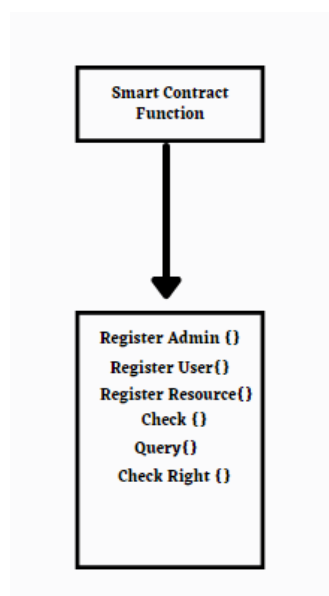 Smart Contract
Function
Register Admin {}
Register User{}
Register Resource{}
Check {}
Query{}
Check Right {}